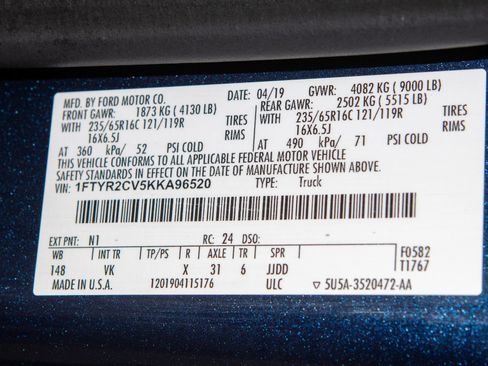 MFD. BY FORD MOTOR CO. DATE: 04/19 GVWR: 4082 KG ( 9000 LB)
FRONT GAWR: 1873 KG ( 4130 LB) REAR GAWR: 2502 KG ( 5515 LB)
WITH 235/65R16C 121/119R TIRES WITH 235/65R16C 121/119R TIRES
16X6.5J RIMS 16X6.5J RIMS
AT 360 kPa/ 52 PSI COLD AT 490 kPa/ 71 PSI COLD
THIS VEHICLE CONFORMS TO ALL APPLICABLE FEDERAL MOTOR VEHICLE
SAFETY STANDARDS IN EFFECT ON THE DATE OF MANUFACTURE SHOWN ABOVE.
VIN: 1FTYR2CV5KKA96520 TYPE: Truck
EXT PNT: N1 RC: 24 DSO:
WB INT TR TP/PS R AXLE TR SPR F0582
148 VK X 31 6 JJDD T1767
MADE IN U.S.A. 1201904115176 ULC 5U5A-3520472-AA